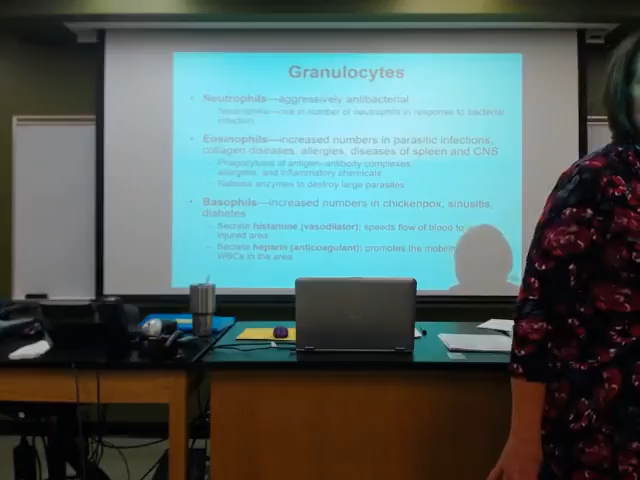 Granulocytes
• Neutrophils—aggressively antibacterial
Neutrophilia—rise in number of neutrophils in response to bacterial
infection
• Eosinophils—increased numbers in parasitic infections,
collagen diseases, allergies, diseases of spleen and CNS
– Phagocytosis of antigen–antibody complexes,
allergens, and inflammatory chemicals
– Release enzymes to destroy large parasites
• Basophils—increased numbers in chickenpox, sinusitis,
diabetes
– Secrete histamine (vasodilator): speeds flow of blood to
injured area
– Secrete heparin (anticoagulant): promotes the
WBCs in the area